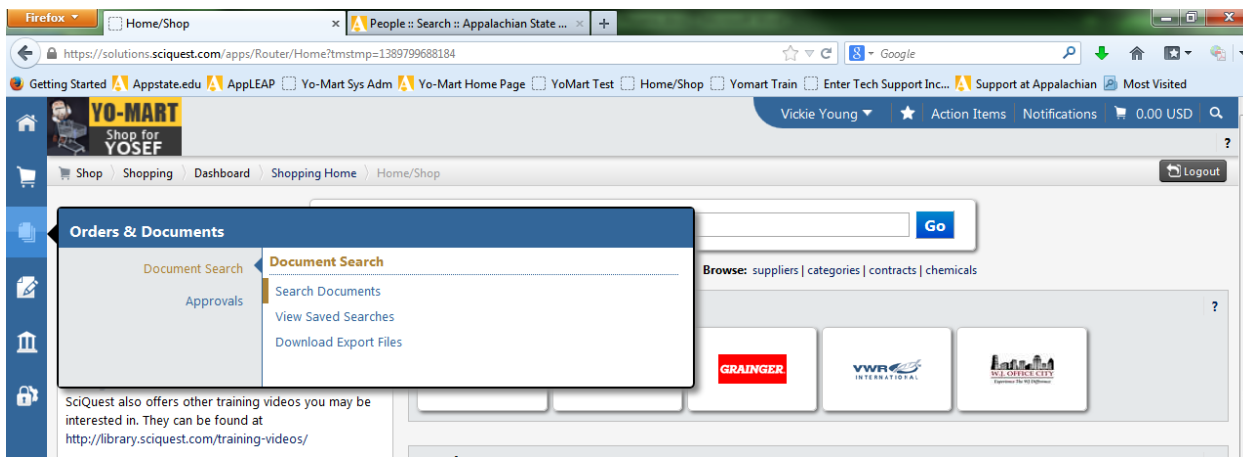 Firefox
Home/Shop
People :: Search :: Appalachian State ...
https://solutions.sciquest.com/apps/Router/Home?tmstmp=1389799688184
Google
Getting Started Appstate.edu AppLEAP Yo-Mart Sys Adm Yo-Mart Home Page YoMart Test Home/Shop Yomart Train Enter Tech Support Inc... Support at Appalachian Most Visited
YO-MART
Shop for
YOSEF
Vickie Young Action Items Notifications 0.00 USD
?
Shop Shopping Dashboard Shopping Home Home/Shop
Logout
Orders & Documents
Go
Document Search
Approvals
Document Search
Search Documents
View Saved Searches
Download Export Files
Browse: suppliers | categories | contracts | chemicals
?
GRAINGER
VWR
INTERNATIONAL
W.J. OFFICE CITY
SciQuest also offers other training videos you may be
interested in. They can be found at
http://library.sciquest.com/training-videos/